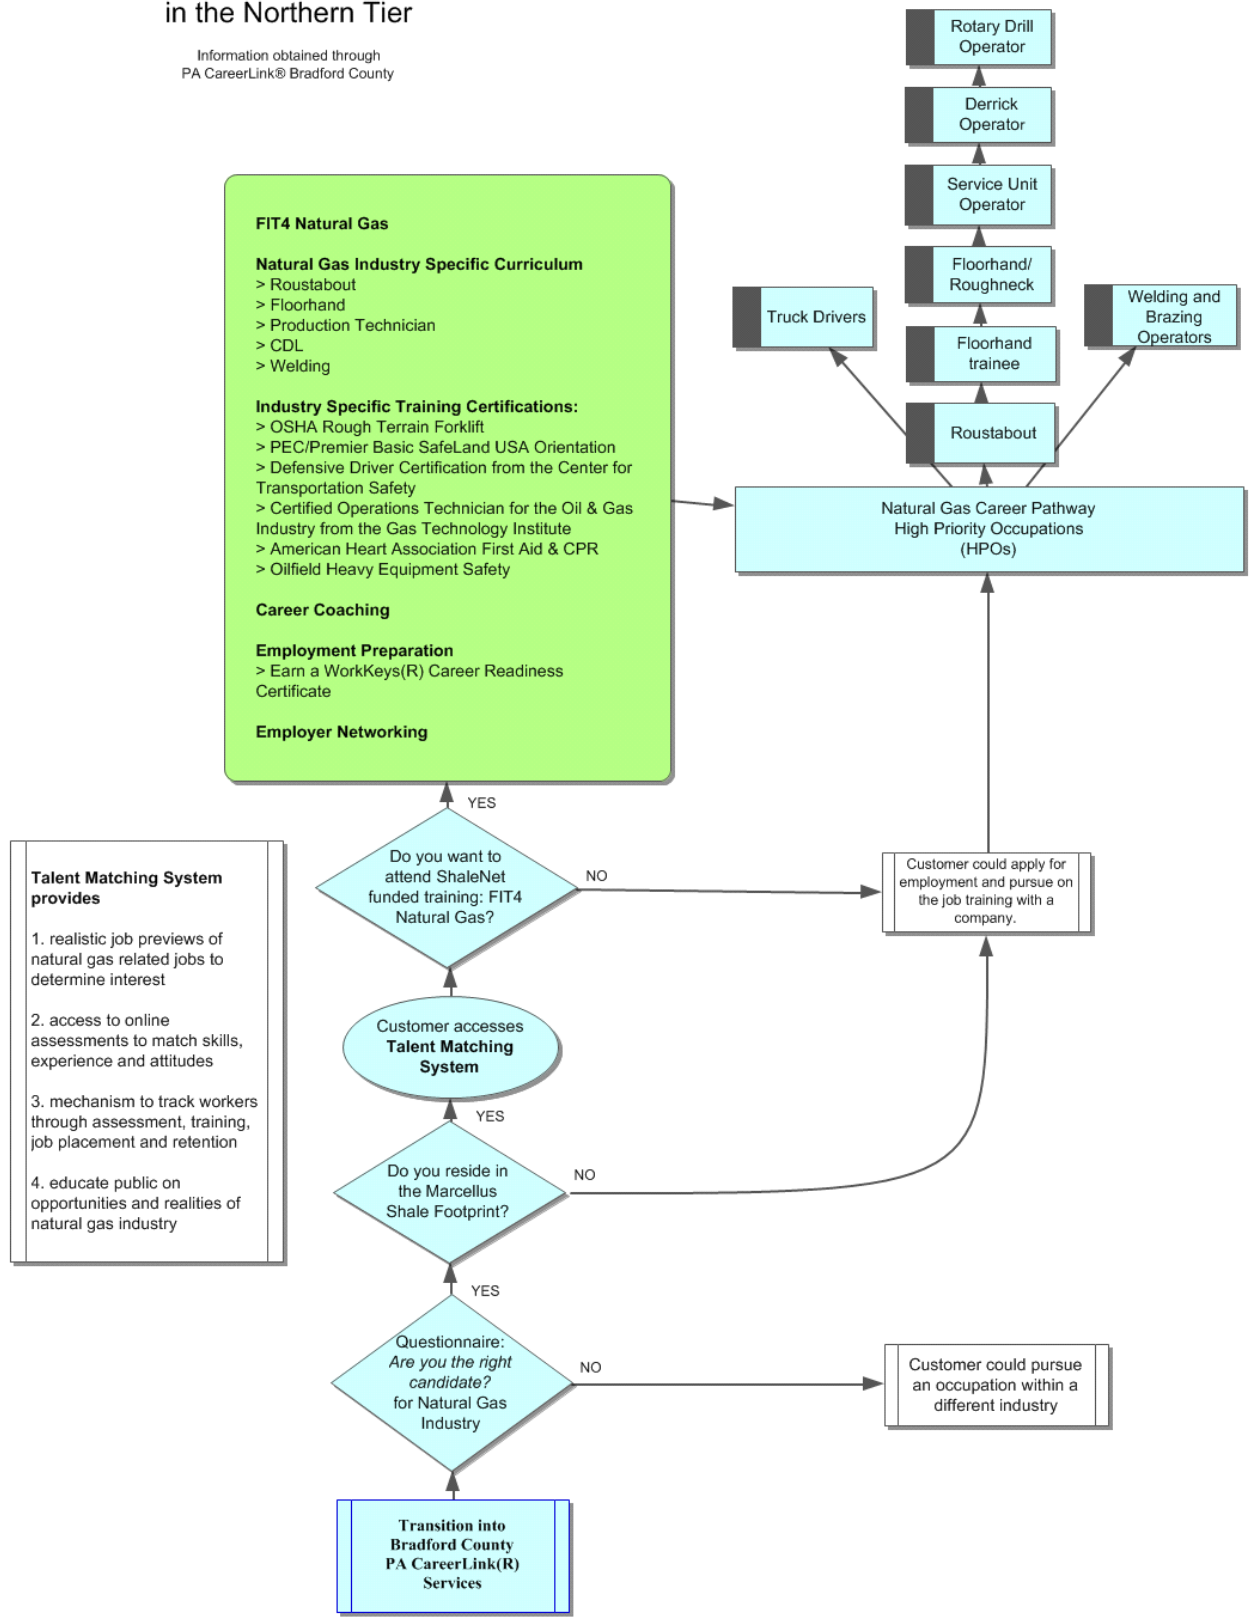 in the Northern Tier
Information obtained through
PA CareerLink® Bradford County
Rotary Drill
Operator
Derrick
Operator
Service Unit
Operator
Floorhand/
Roughneck
Floorhand
trainee
Roustabout
Truck Drivers
Welding and
Brazing
Operators
Natural Gas Career Pathway
High Priority Occupations
(HPOs)
FIT4 Natural Gas
Natural Gas Industry Specific Curriculum
> Roustabout
> Floorhand
> Production Technician
> CDL
> Welding
Industry Specific Training Certifications:
> OSHA Rough Terrain Forklift
> PEC/Premier Basic SafeLand USA Orientation
> Defensive Driver Certification from the Center for
Transportation Safety
> Certified Operations Technician for the Oil & Gas
Industry from the Gas Technology Institute
> American Heart Association First Aid & CPR
> Oilfield Heavy Equipment Safety
Career Coaching
Employment Preparation
> Earn a WorkKeys(R) Career Readiness
Certificate
Employer Networking
YES
Do you want to
attend ShaleNet
funded training: FIT4
Natural Gas?
NO
Customer could apply for
employment and pursue on
the job training with a
company.
Talent Matching System
provides
1. realistic job previews of
natural gas related jobs to
determine interest
2. access to online
assessments to match skills,
experience and attitudes
3. mechanism to track workers
through assessment, training,
job placement and retention
4. educate public on
opportunities and realities of
natural gas industry
Customer accesses
Talent Matching
System
YES
Do you reside in
the Marcellus
Shale Footprint?
NO
YES
Questionnaire:
Are you the right
candidate?
for Natural Gas
Industry
NO
Customer could pursue
an occupation within a
different industry
Transition into
Bradford County
PA CareerLink(R)
Services